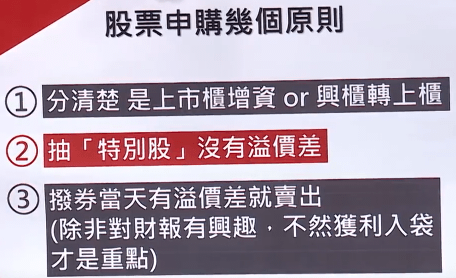 股票申購幾個原則
① 分清楚 是上市櫃增資 or 興櫃轉上櫃
② 抽「特別股」沒有溢價差
③ 撥券當天有溢價差就賣出
(除非對財報有興趣，不然獲利入袋
才是重點)